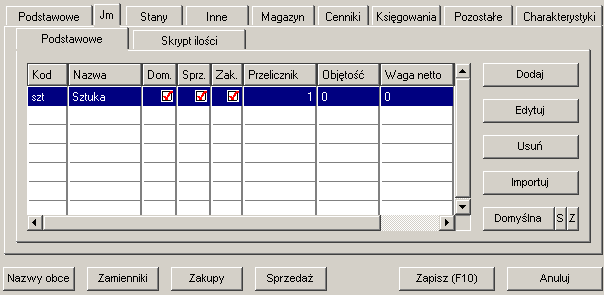 Podstawowe Jm Stany Inne Magazyn Cenniki Księgowania Pozostałe Charakterystyki
Podstawowe Skrypt ilości
Kod Nazwa Dom. Sprz. Zak. Przelicznik Objętość Waga netto
szt Sztuka 1 0 0
Dodaj
Edytuj
Usuń
Importuj
Domyślna S Z
Nazwy obce Zamienniki Zakupy Sprzedaż Zapisz (F10) Anuluj